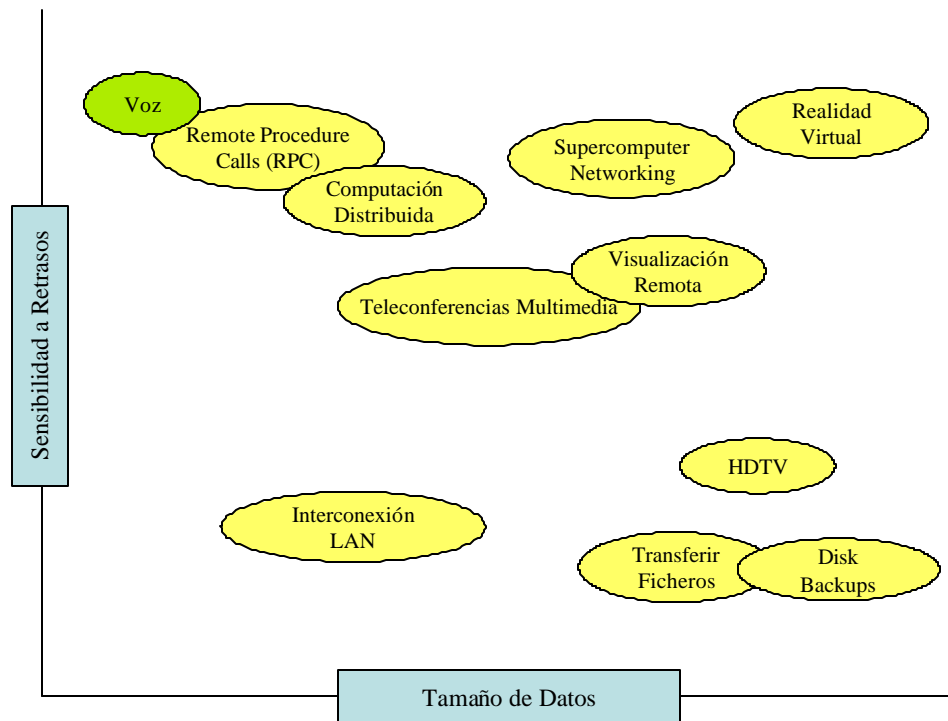 Voz
Remote Procedure
Calls (RPC)
Computación
Distribuida
Supercomputer
Networking
Realidad
Virtual
Visualización
Remota
Teleconferencias Multimedia
Sensibilidad a Retrasos
HDTV
Interconexión
LAN
Transferir
Ficheros
Disk
Backups
Tamaño de Datos